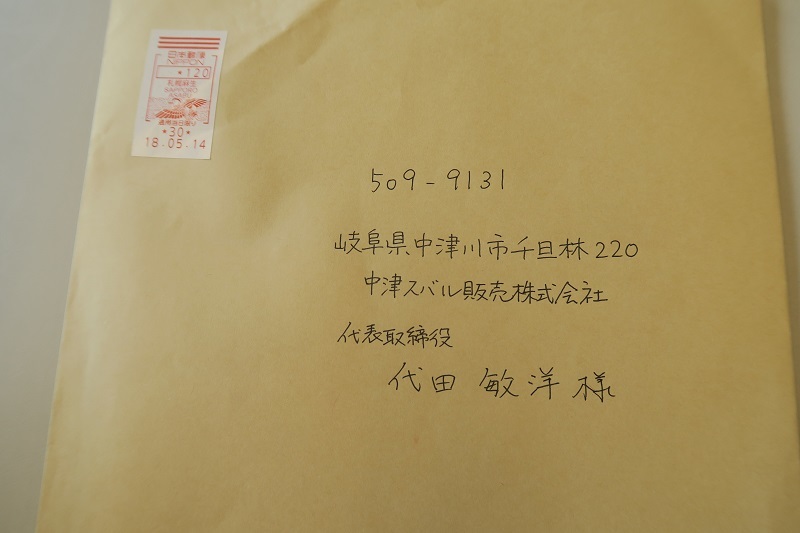 日本郵便
NIPPON
*120
札幌麻生
SAPPORO
ASABU
*30*
18.05.14
509-9131
岐阜県中津川市千旦林220
中津スバル販売株式会社
代表取締役
代田 敏洋 様